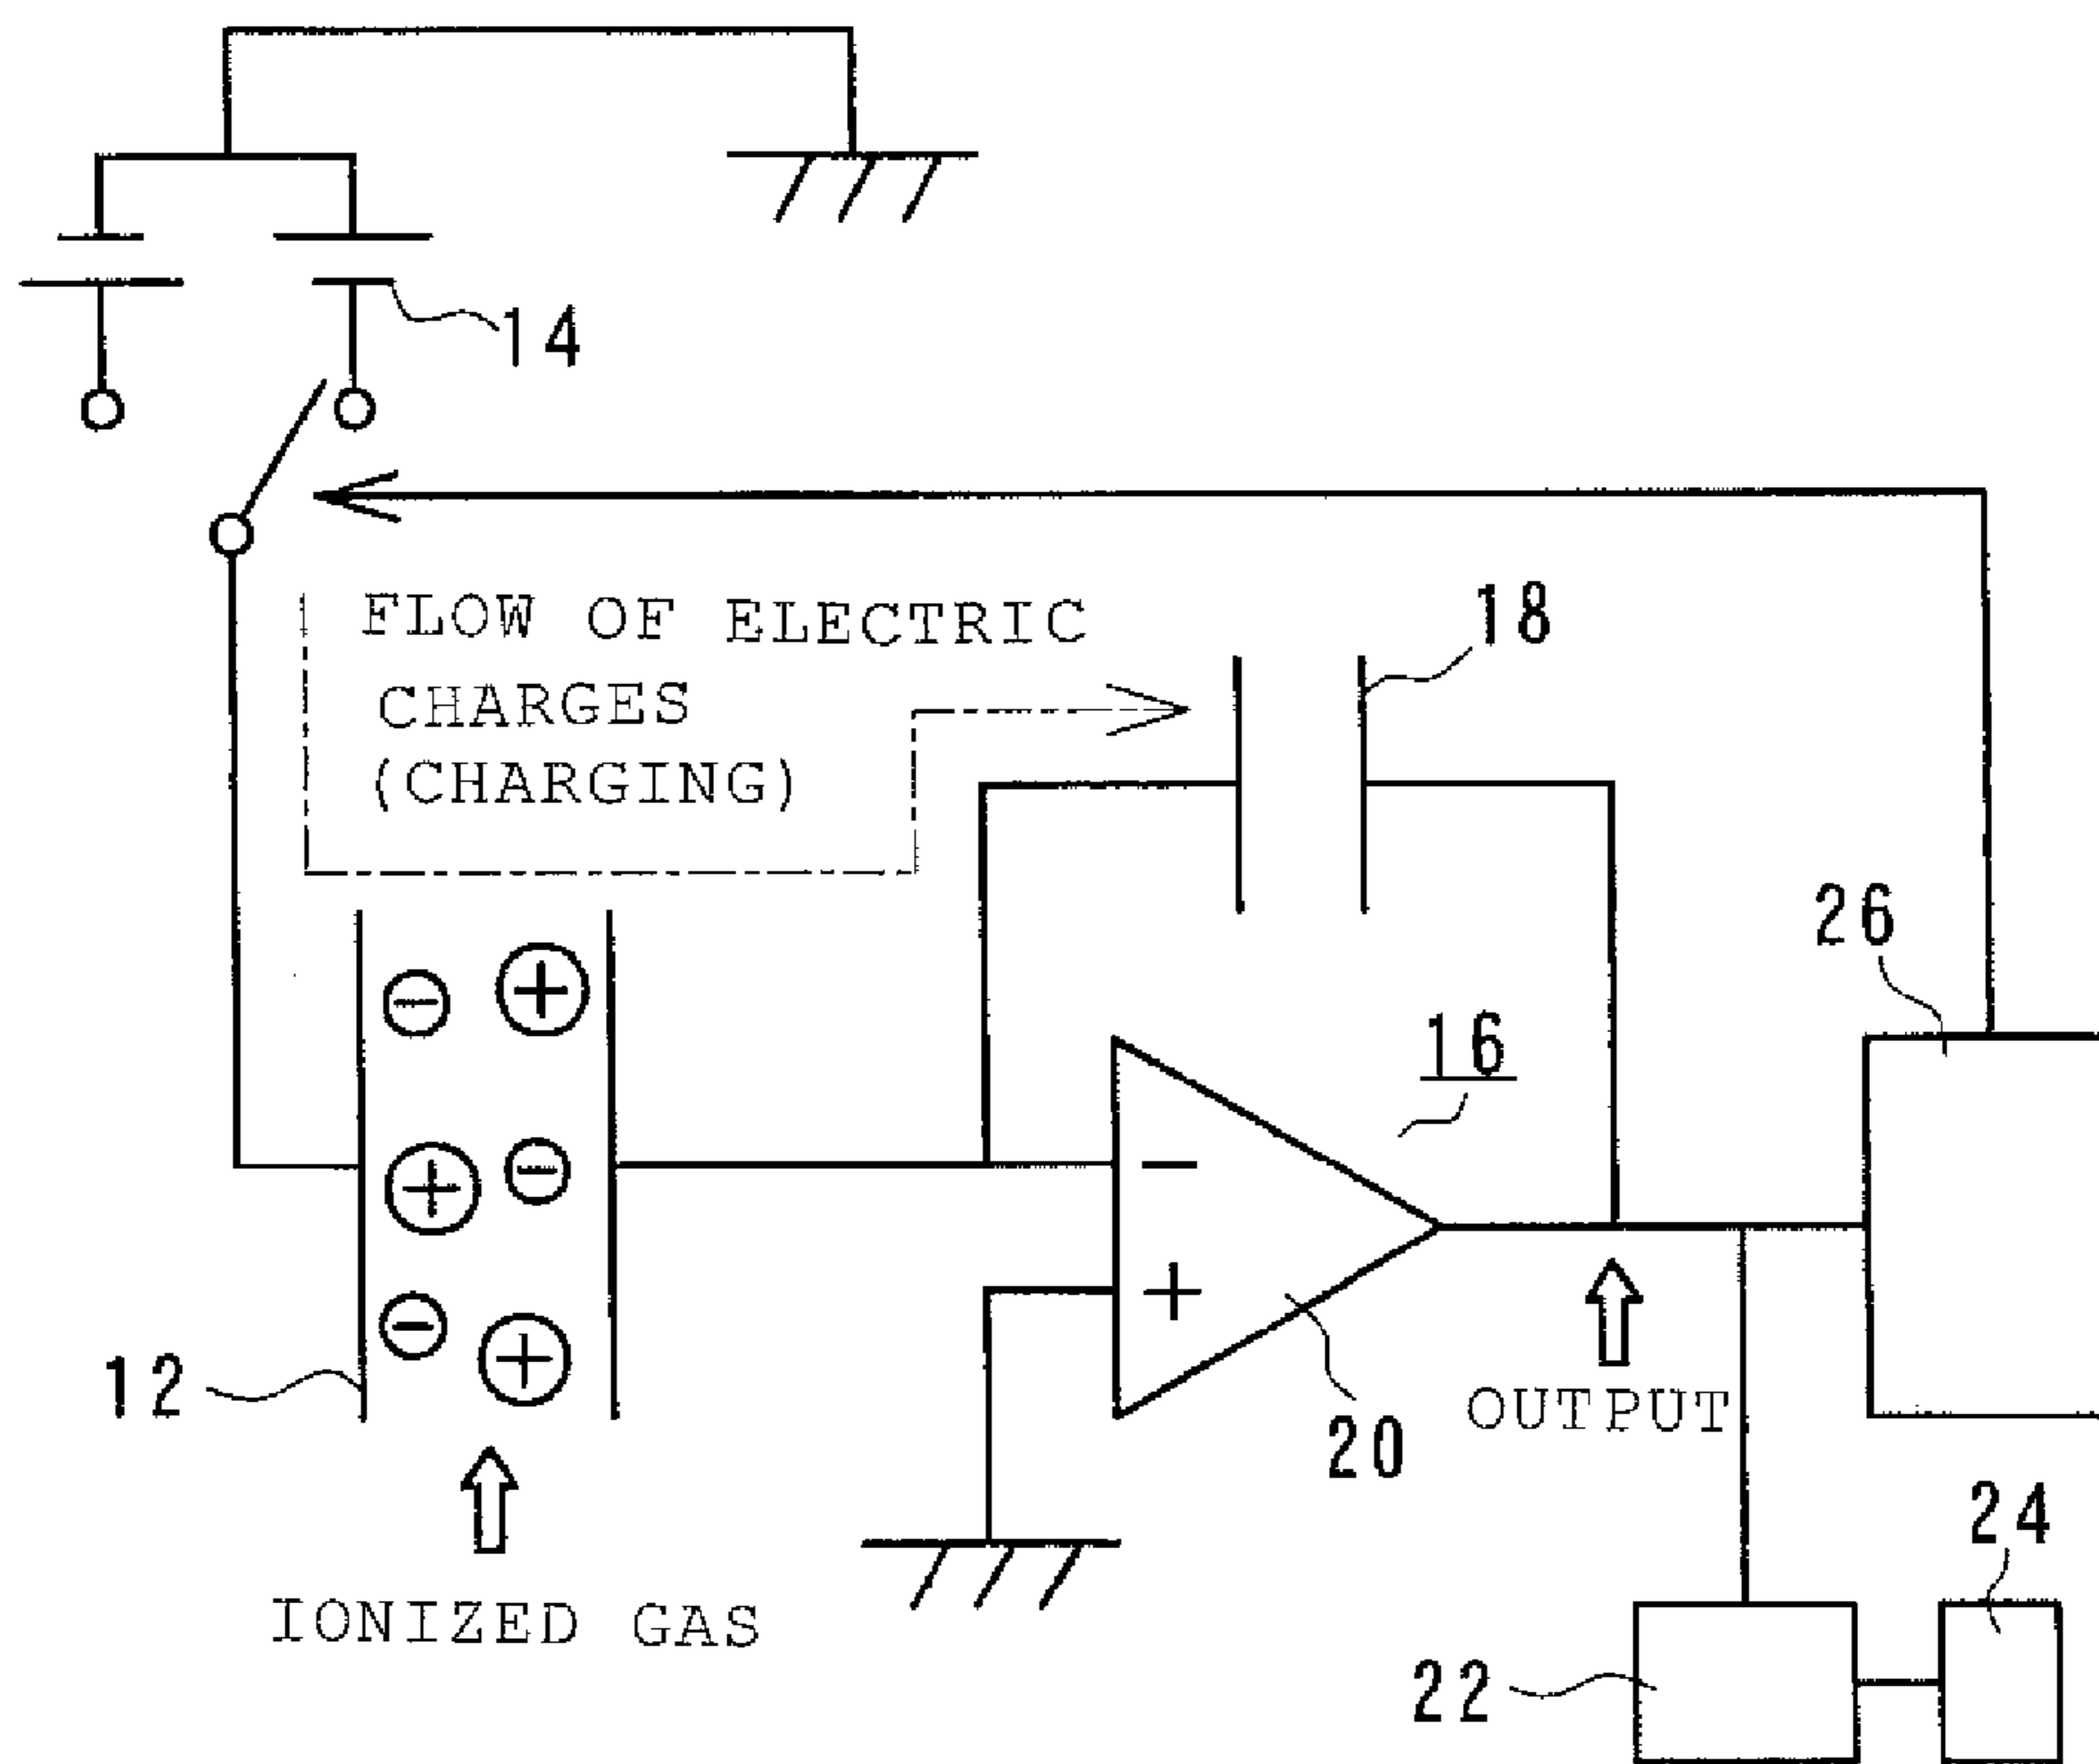 14
FLOW OF ELECTRIC
CHARGES
(CHARGING)
18
26
16
12
20
OUTPUT
24
IONIZED GAS
22